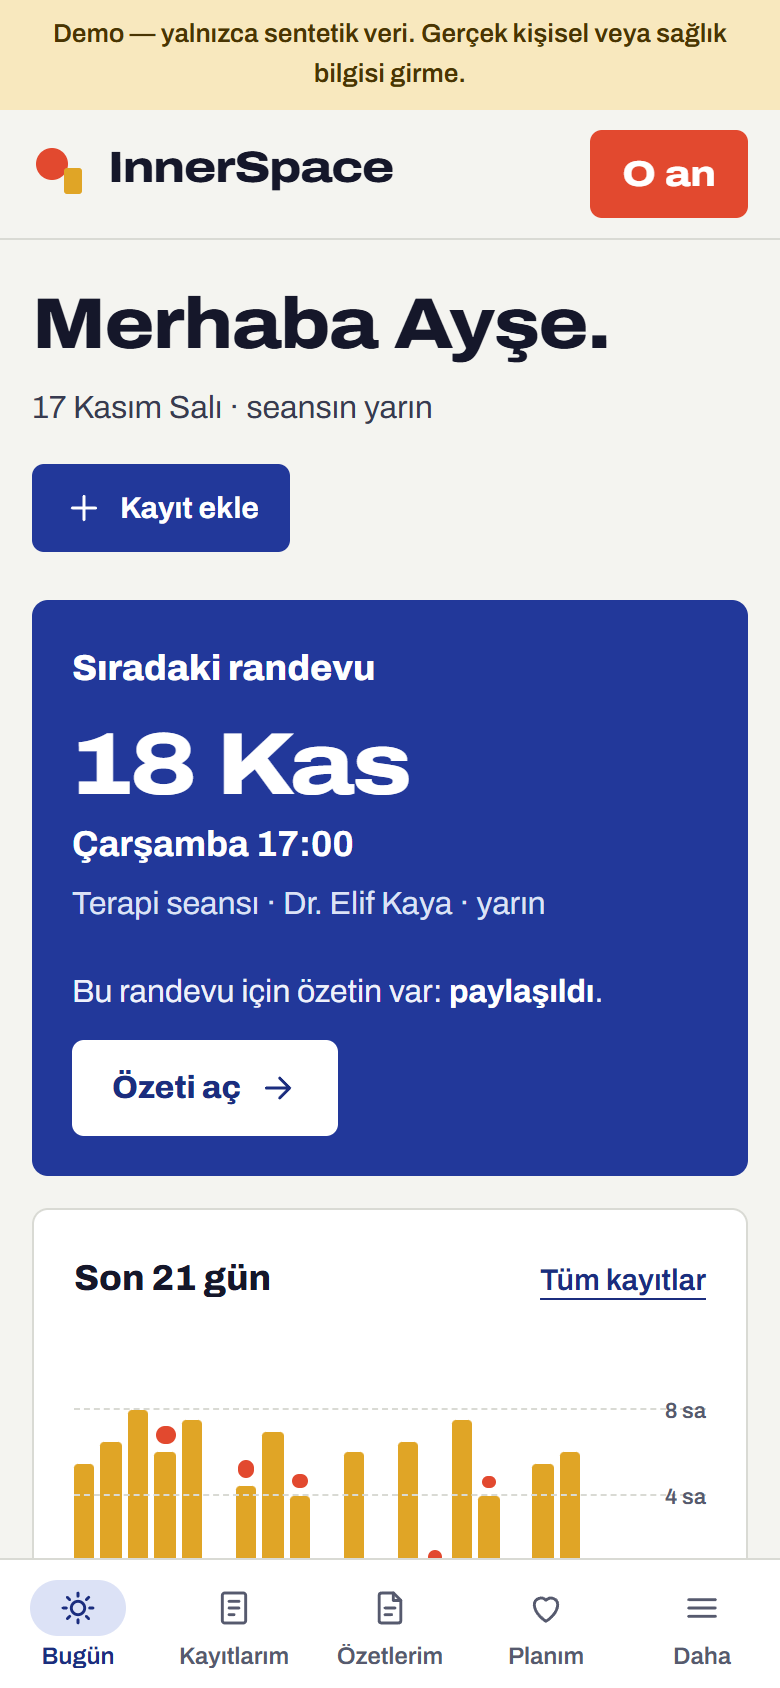 Demo — yalnızca sentetik veri. Gerçek kişisel veya sağlık
bilgisi girme.
InnerSpace
O an
Merhaba Ayşe.
17 Kasım Salı · seansın yarın
Kayıt ekle
Sıradaki randevu
18 Kas
Çarşamba 17:00
Terapi seansı · Dr. Elif Kaya · yarın
Bu randevu için özetin var: paylaşıldı.
Özeti aç
Son 21 gün
Tüm kayıtlar
8 sa
4 sa
Bugün
Kayıtlarım
Özetlerim
Planım
Daha